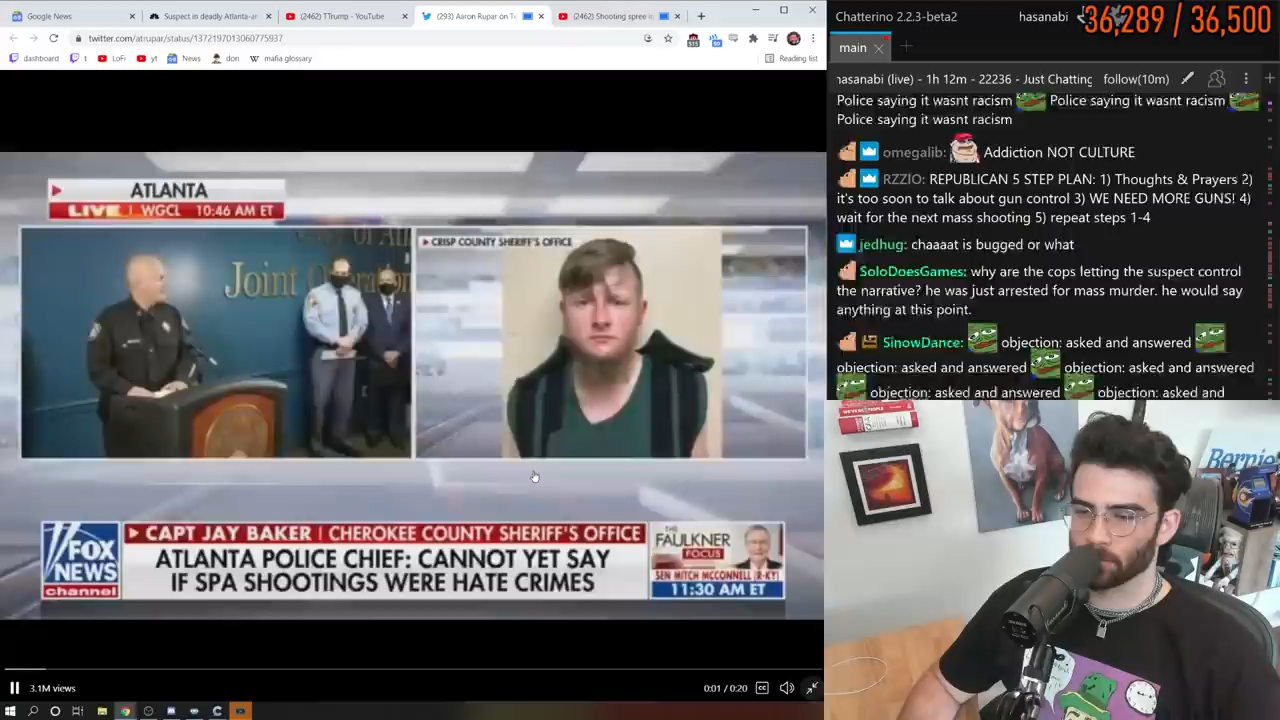 Google News
Suspect in deadly Atlanta-ar
(2462) TTrump - YouTube
(293) Aaron Rupar on Tw
(2462) Shooting spree in
twitter.com/atrupar/status/1372197013060775937
dashboard
t
LoFi
yt
News
don
mafia glossary
Reading list
ATLANTA
LIVE WGCL 10:46 AM ET
City of Atl
Joint Operation
CRISP COUNTY SHERIFF'S OFFICE
CAPT JAY BAKER | CHEROKEE COUNTY SHERIFF'S OFFICE
ATLANTA POLICE CHIEF: CANNOT YET SAY
IF SPA SHOOTINGS WERE HATE CRIMES
FOX
NEWS
channel
THE
FAULKNER
FOCUS
SEN MITCH MCCONNELL (R-KY)
11:30 AM ET
3.1M views
0:01 / 0:20
Chatterino 2.2.3-beta2
hasanabi
36,289 / 36,500
main
hasanabi (live) - 1h 12m - 22236 - Just Chatting
follow(10m)
Police saying it wasnt racism Police saying it wasnt racism
Police saying it wasnt racism
omegalib: Addiction NOT CULTURE
RZZIO: REPUBLICAN 5 STEP PLAN: 1) Thoughts & Prayers 2)
it's too soon to talk about gun control 3) WE NEED MORE GUNS! 4)
wait for the next mass shooting 5) repeat steps 1-4
jedhug: chaaaat is bugged or what
SoloDoesGames: why are the cops letting the suspect control
the narrative? he was just arrested for mass murder. he would say
anything at this point.
SinowDance: objection: asked and answered
objection: asked and answered objection: asked and answered
objection: asked and answered objection: asked and
Bernie